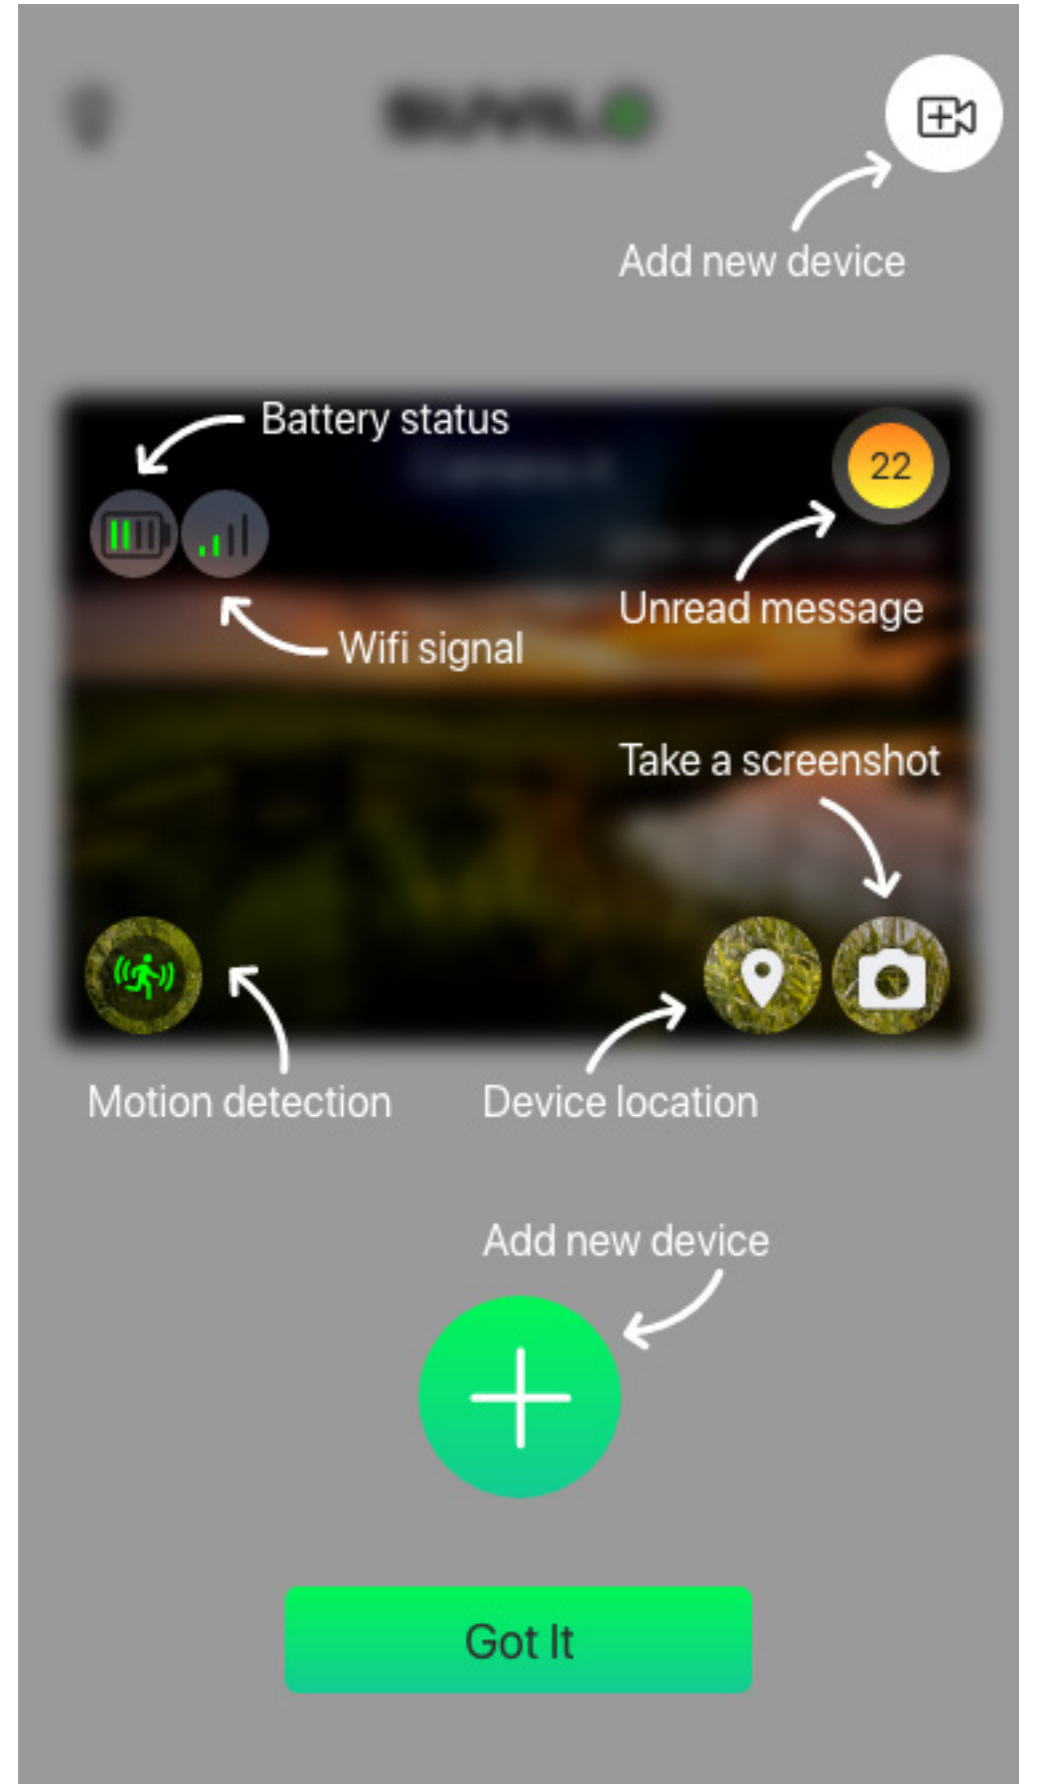 SUVILO
Add new device
Battery status
22
Unread message
Wifi signal
Take a screenshot
Motion detection
Device location
Add new device
Got It